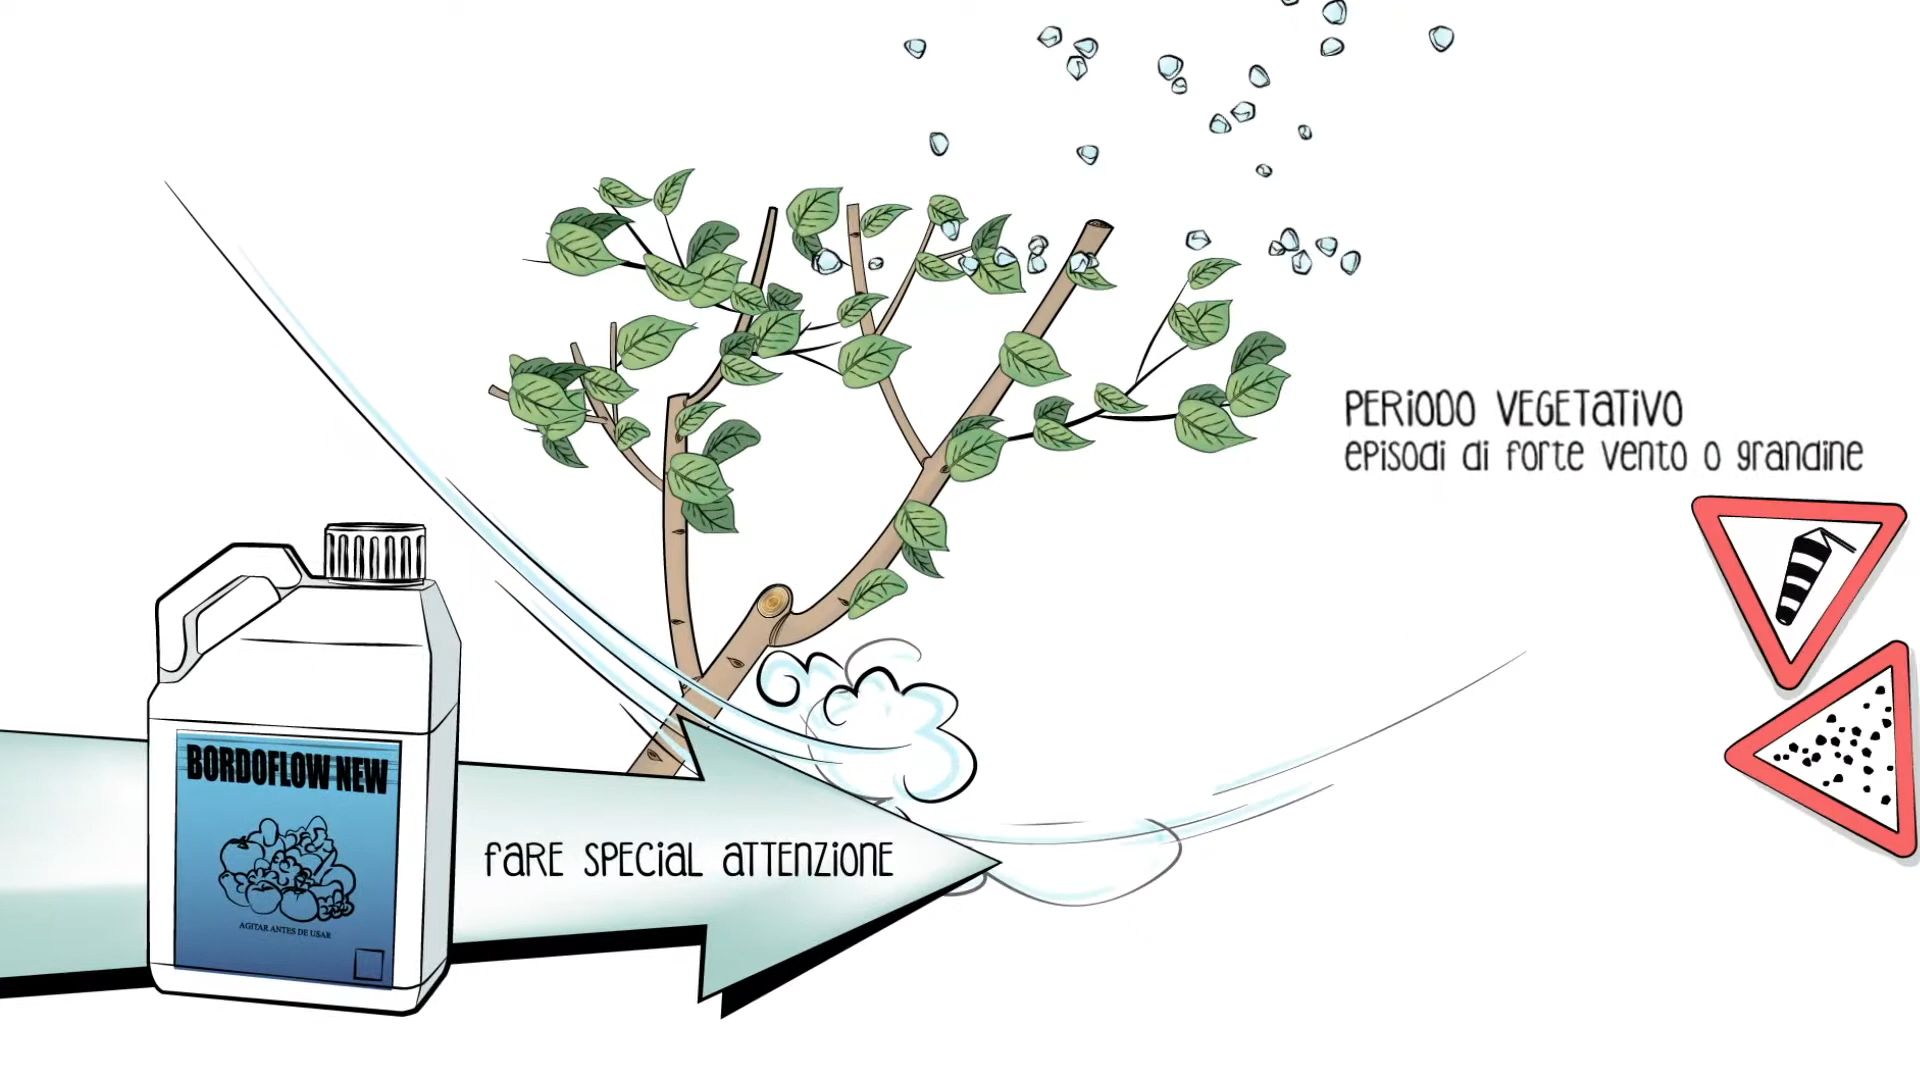 PERIODO VEGETATIVO
episodi di forte vento o grandine
BORDOFLOW NEW
AGITAR ANTES DE USAR
FARE SPECIAL ATTENZIONE